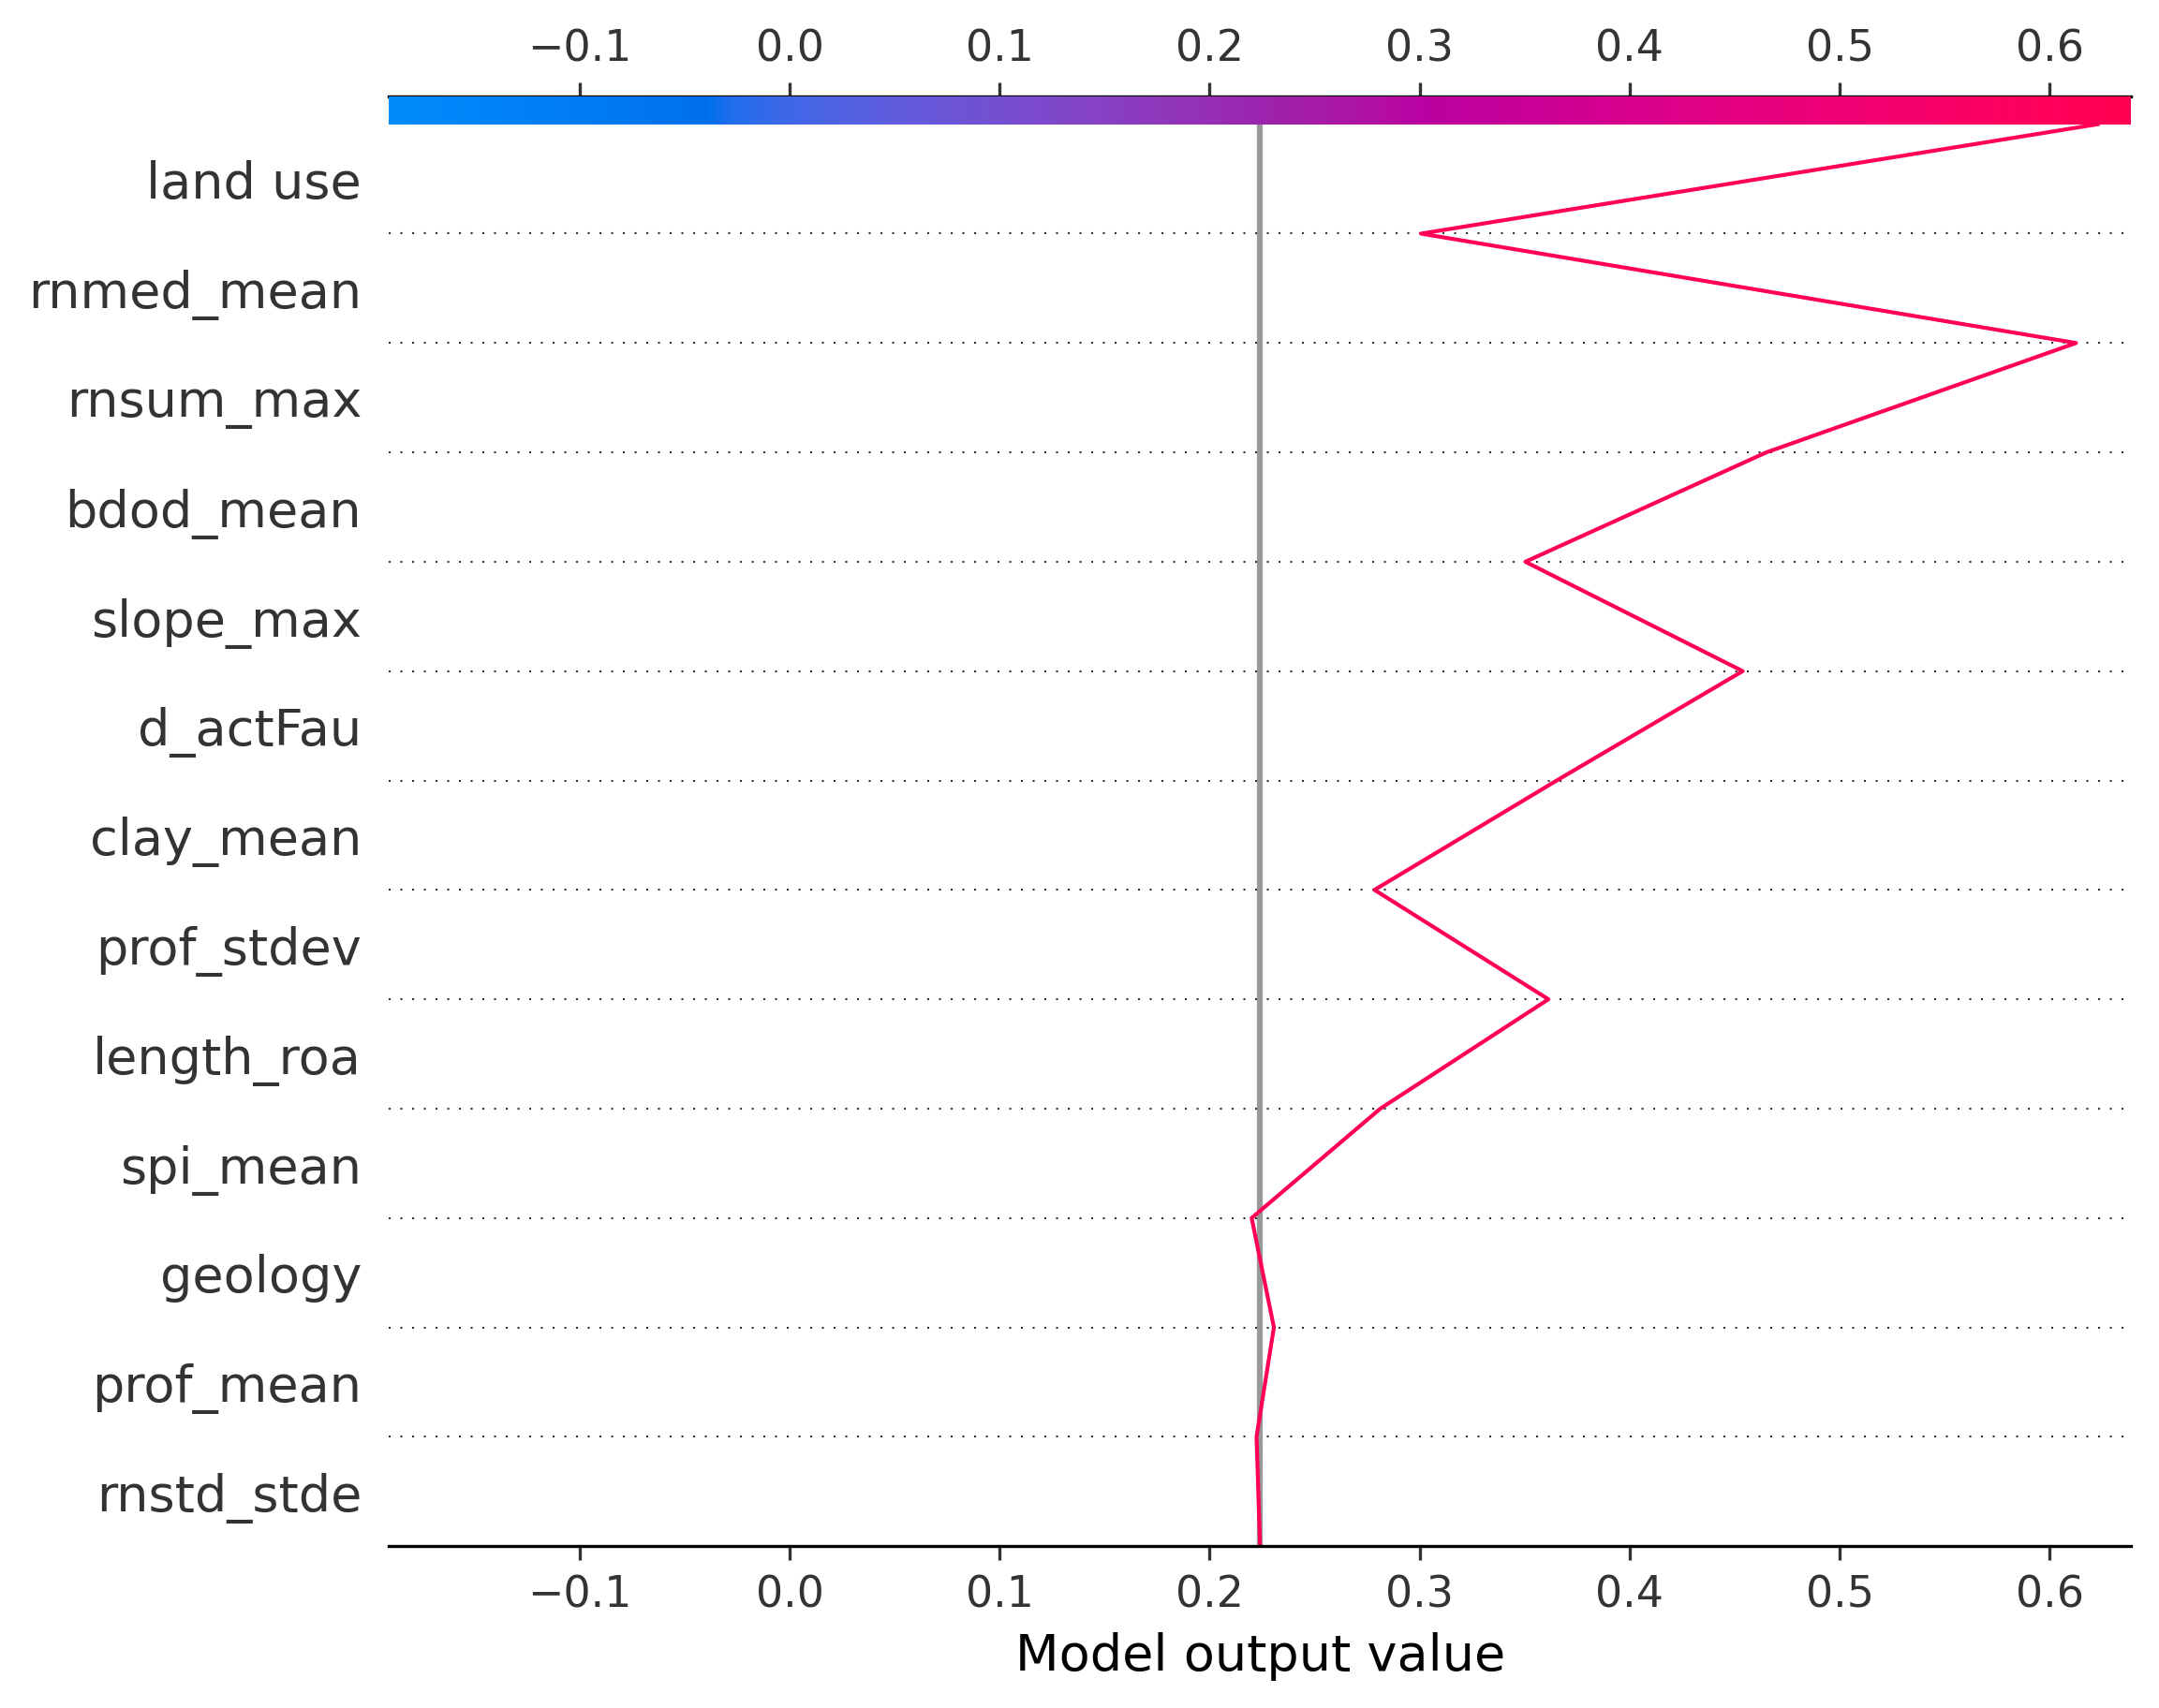 −0.1 0.0 0.1 0.2 0.3 0.4 0.5 0.6
land use
rnmed_mean
rnsum_max
bdod_mean
slope_max
d_actFau
clay_mean
prof_stdev
length_roa
spi_mean
geology
prof_mean
rnstd_stde
−0.1 0.0 0.1 0.2 0.3 0.4 0.5 0.6
Model output value